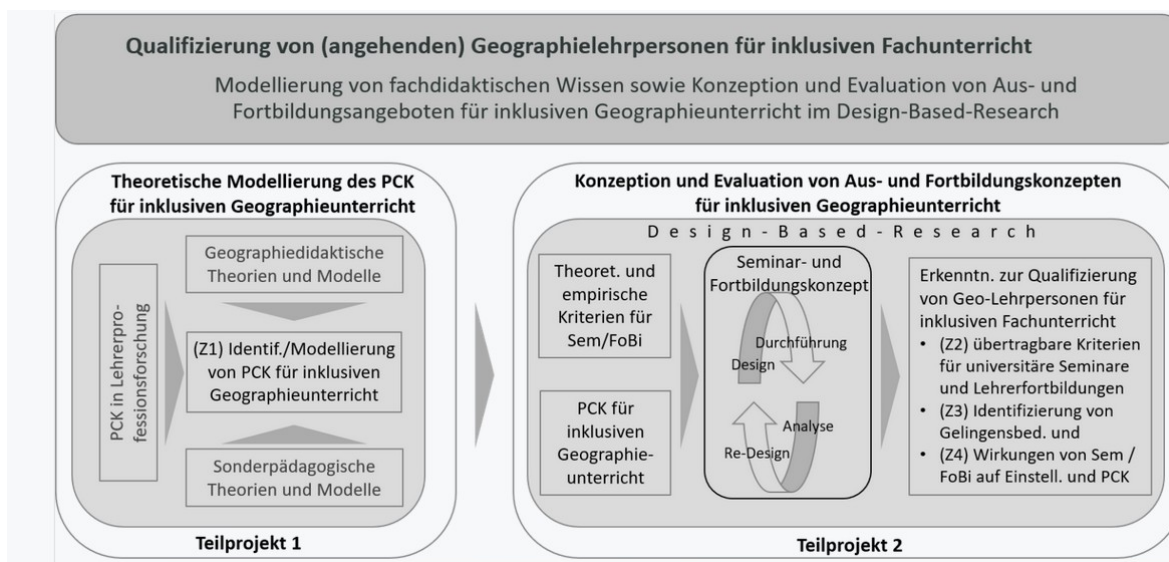 Qualifizierung von (angehenden) Geographielehrpersonen für inklusiven Fachunterricht
Modellierung von fachdidaktischen Wissen sowie Konzeption und Evaluation von Aus- und
Fortbildungsangeboten für inklusiven Geographieunterricht im Design-Based-Research
Theoretische Modellierung des PCK
für inklusiven Geographieunterricht
PCK in Lehrerpro-
fessionsforschung
Geographiedidaktische
Theorien und Modelle
(Z1) Identif./Modellierung
von PCK für inklusiven
Geographieunterricht
Sonderpädagogische
Theorien und Modelle
Teilprojekt 1
Konzeption und Evaluation von Aus- und Fortbildungskonzepten
für inklusiven Geographieunterricht
Design-Based-Research
Theoret. und
empirische
Kriterien für
Sem/FoBi
PCK für
inklusiven
Geographie-
unterricht
Seminar- und
Fortbildungskonzept
Durchführung
Design
Analyse
Re-Design
Erkenntn. zur Qualifizierung
von Geo-Lehrpersonen für
inklusiven Fachunterricht
• (Z2) übertragbare Kriterien
für universitäre Seminare
und Lehrerfortbildungen
• (Z3) Identifizierung von
Gelingensbed. und
• (Z4) Wirkungen von Sem /
FoBi auf Einstell. und PCK
Teilprojekt 2